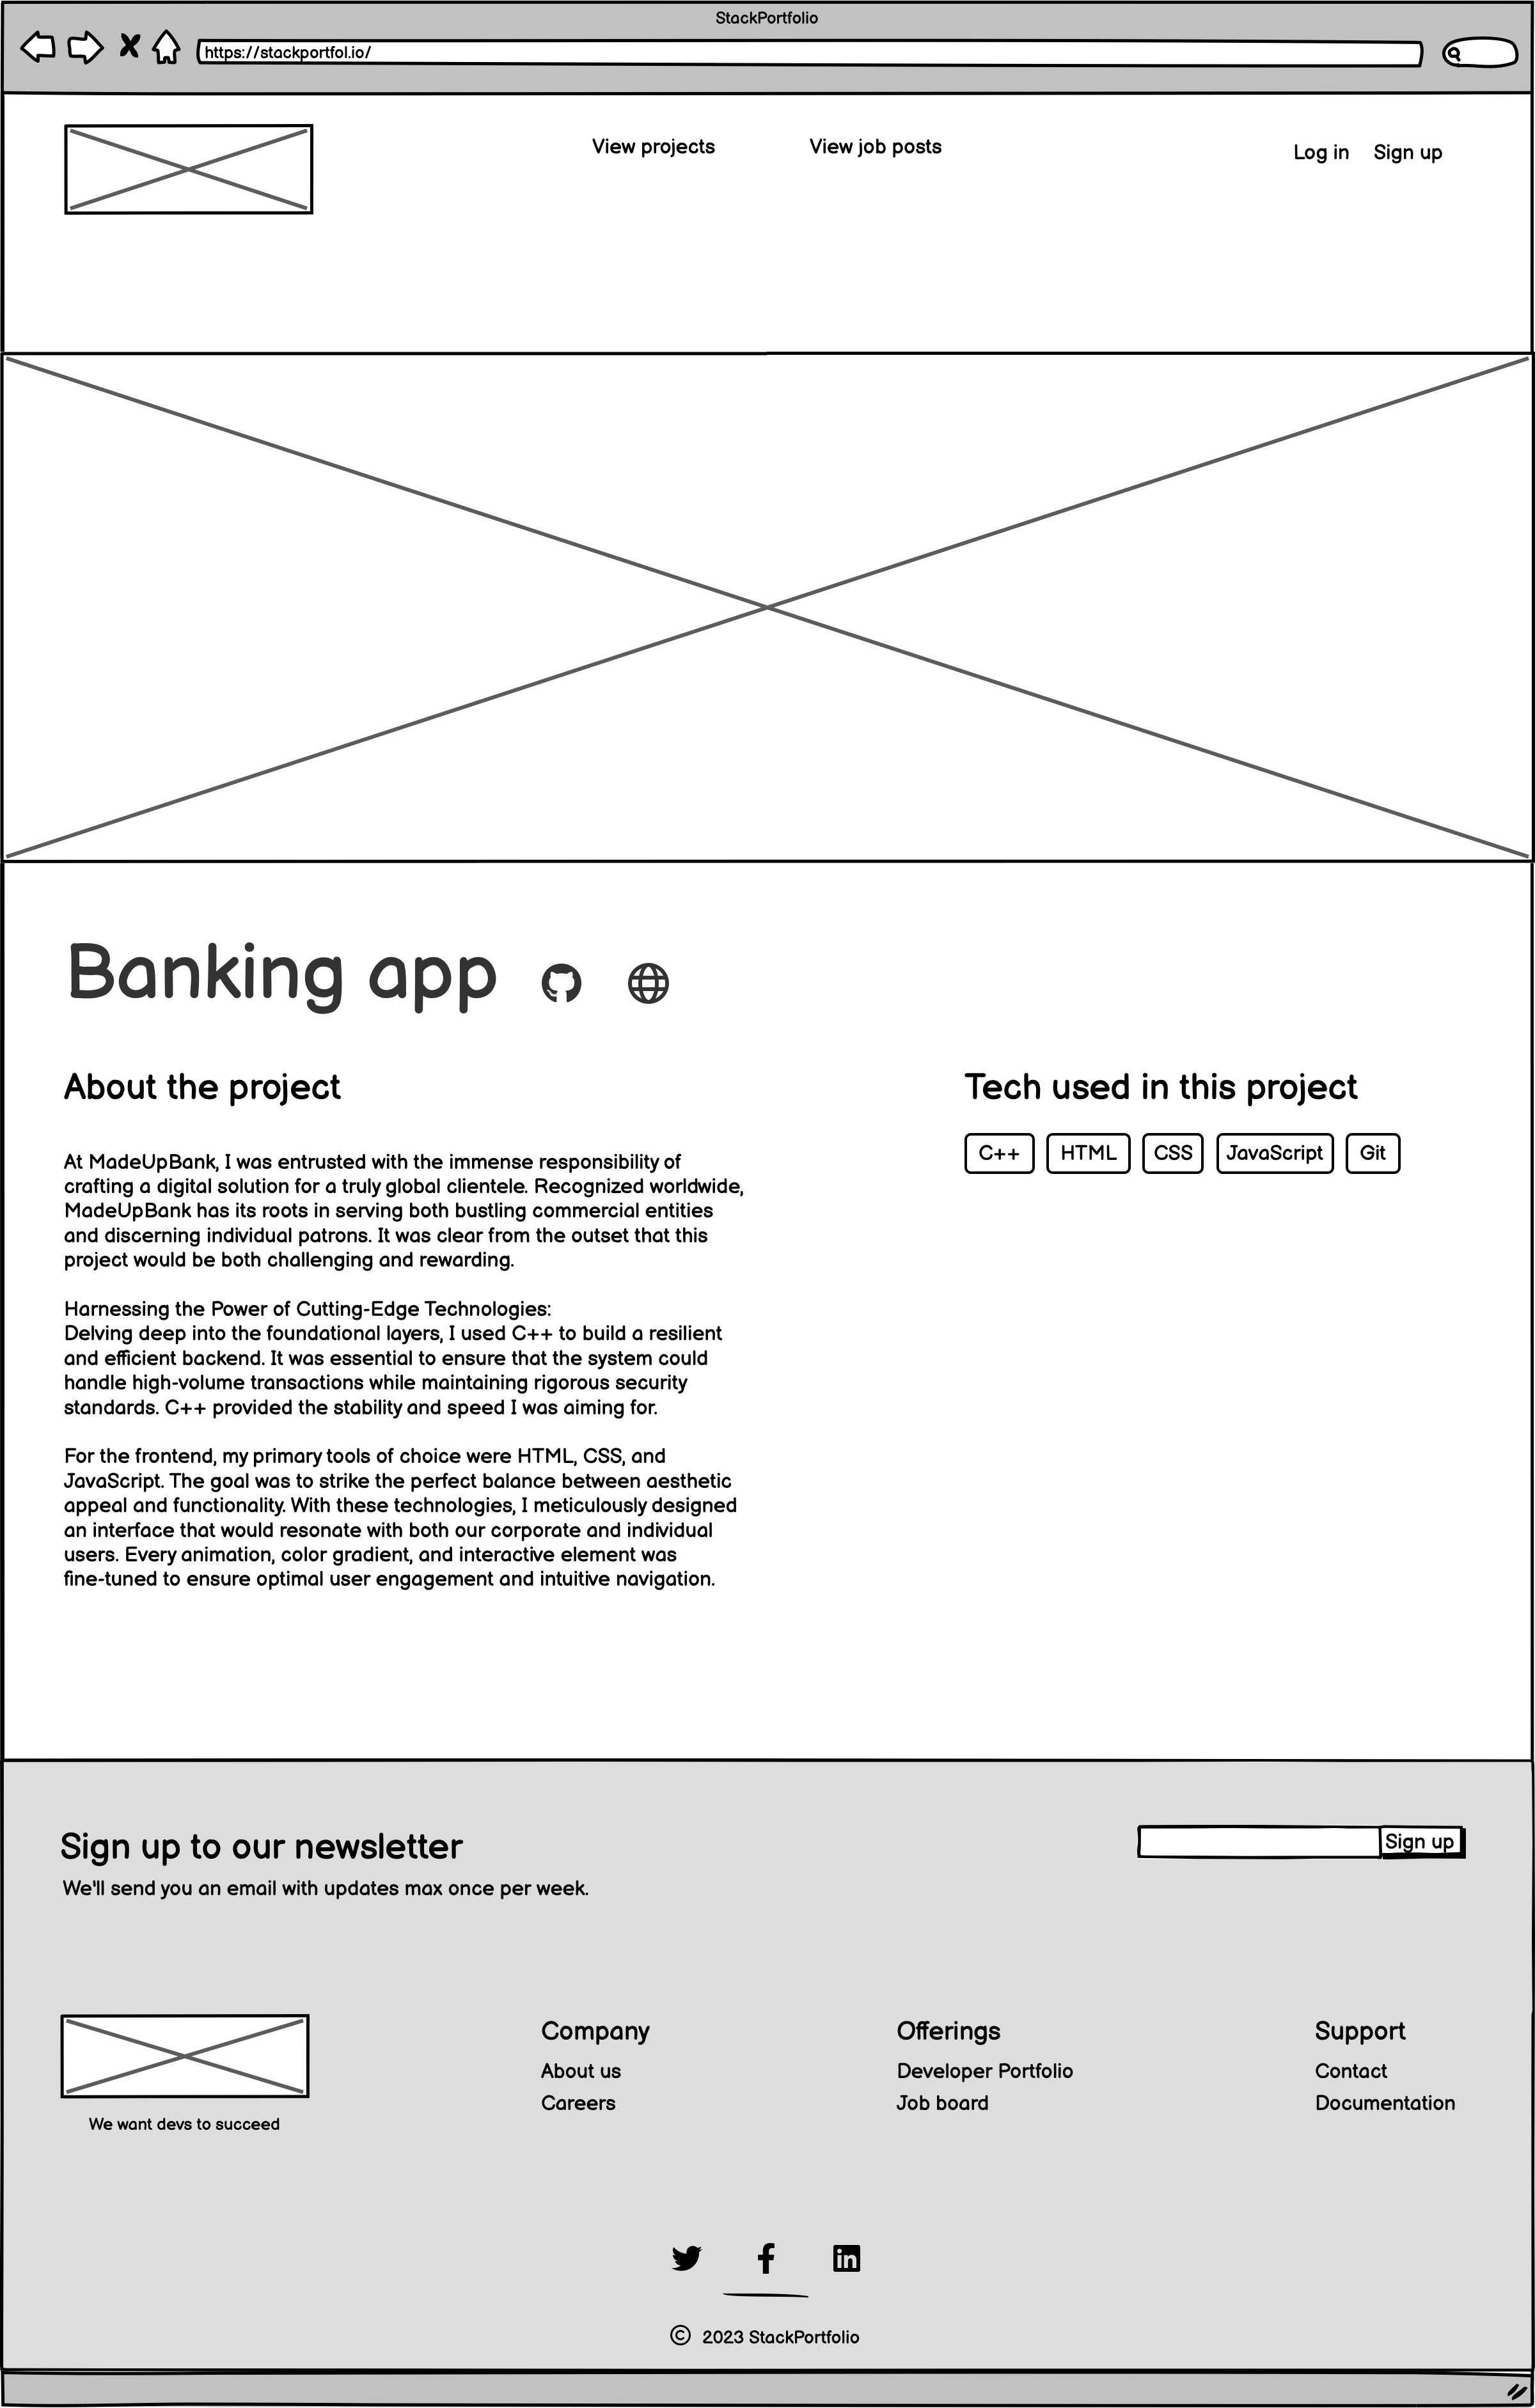 StackPortfolio
https://stackportfol.io/
View projects
View job posts
Log in
Sign up
Banking app
About the project
At MadeUpBank, I was entrusted with the immense responsibility of
crafting a digital solution for a truly global clientele. Recognized worldwide,
MadeUpBank has its roots in serving both bustling commercial entities
and discerning individual patrons. It was clear from the outset that this
project would be both challenging and rewarding.
Harnessing the Power of Cutting-Edge Technologies:
Delving deep into the foundational layers, I used C++ to build a resilient
and efficient backend. It was essential to ensure that the system could
handle high-volume transactions while maintaining rigorous security
standards. C++ provided the stability and speed I was aiming for.
For the frontend, my primary tools of choice were HTML, CSS, and
JavaScript. The goal was to strike the perfect balance between aesthetic
appeal and functionality. With these technologies, I meticulously designed
an interface that would resonate with both our corporate and individual
users. Every animation, color gradient, and interactive element was
fine-tuned to ensure optimal user engagement and intuitive navigation.
Tech used in this project
C++
HTML
CSS
JavaScript
Git
Sign up to our newsletter
We'll send you an email with updates max once per week.
Sign up
We want devs to succeed
Company
About us
Careers
Offerings
Developer Portfolio
Job board
Support
Contact
Documentation
© 2023 StackPortfolio